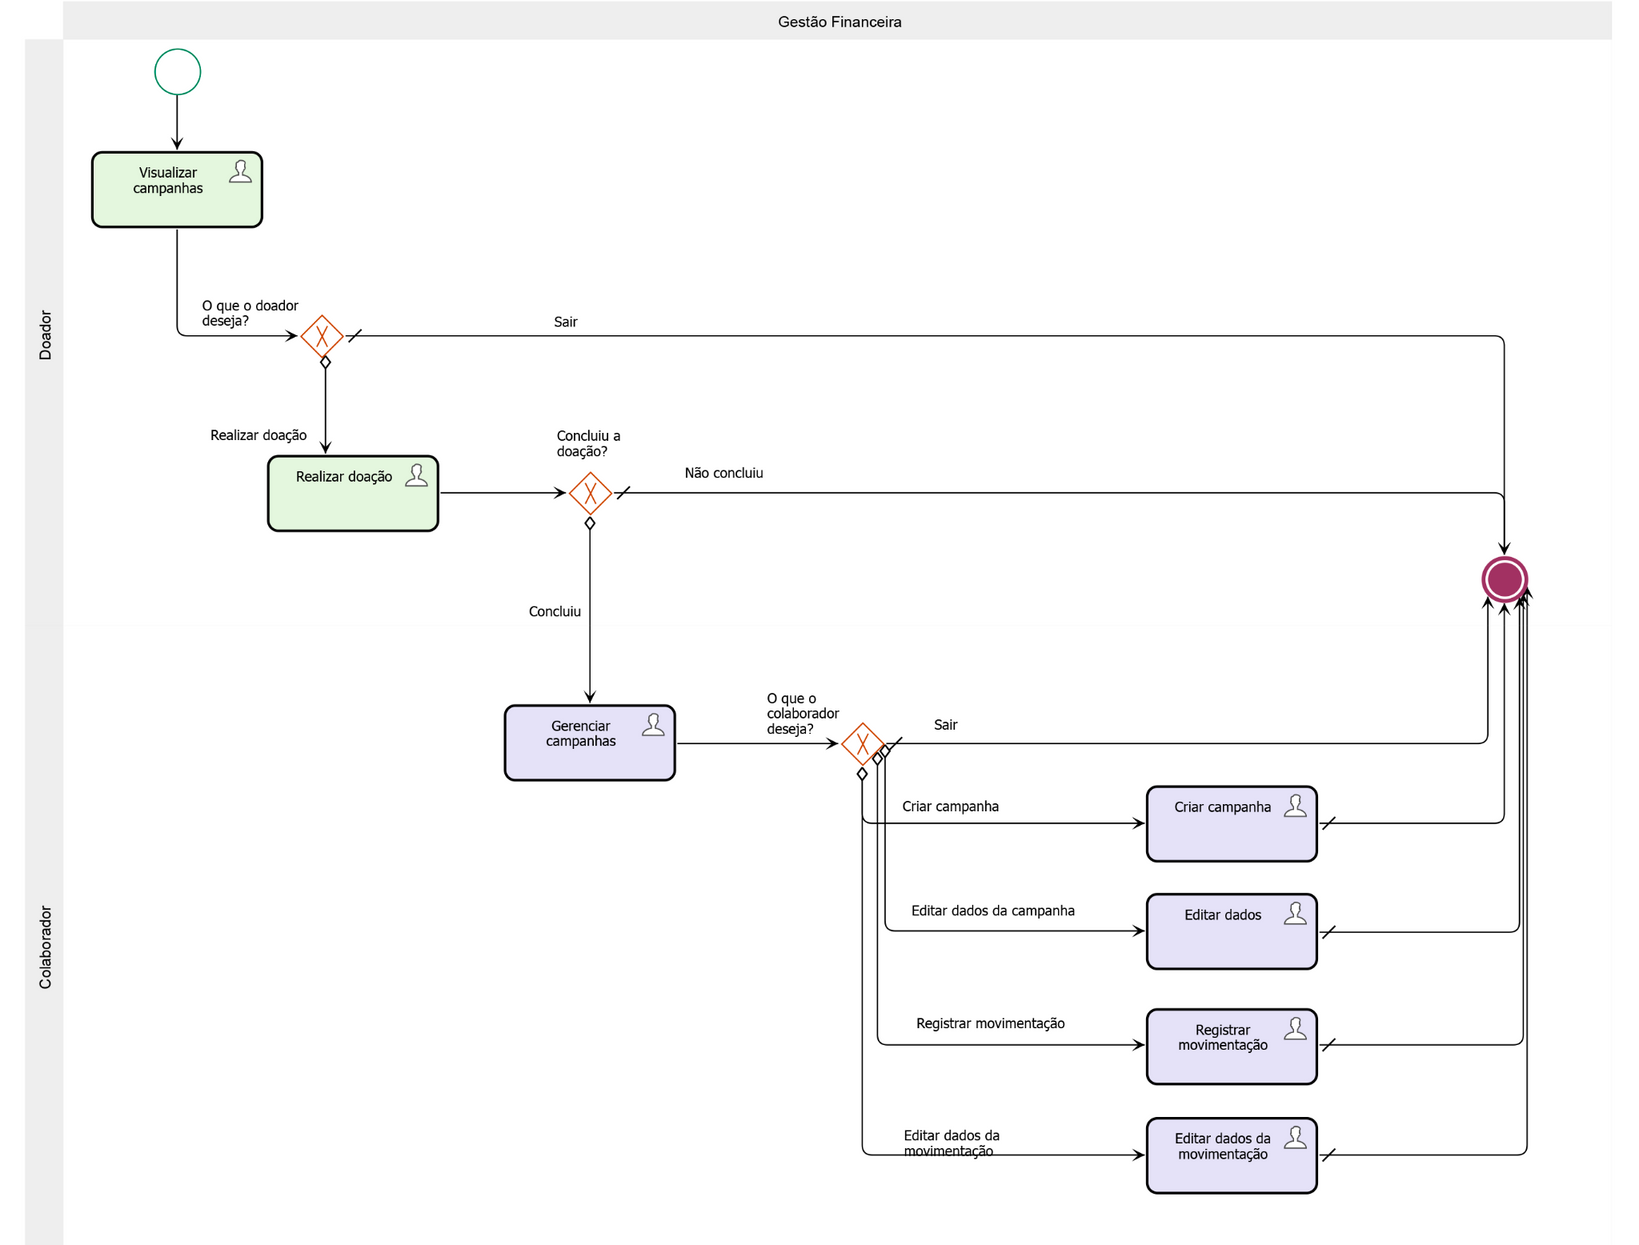 Gestão Financeira
Doador
Visualizar
campanhas
O que o doador
deseja?
Sair
Realizar doação
Realizar doação
Concluiu a
doação?
Não concluiu
Concluiu
Colaborador
Gerenciar
campanhas
O que o
colaborador
deseja?
Sair
Criar campanha
Criar campanha
Editar dados da campanha
Editar dados
Registrar movimentação
Registrar
movimentação
Editar dados da
movimentação
Editar dados da
movimentação